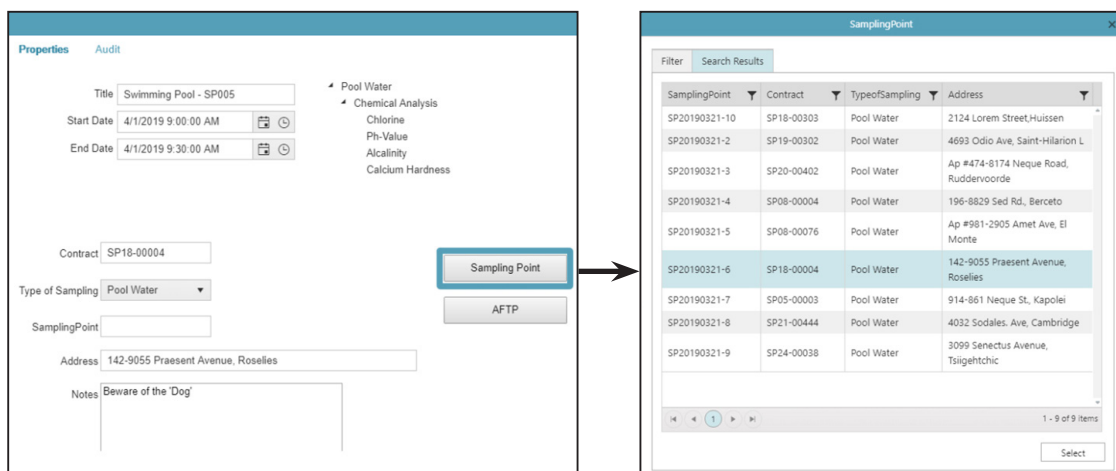 Properties Audit
Title Swimming Pool - SP005
Start Date 4/1/2019 9:00:00 AM
End Date 4/1/2019 9:30:00 AM
Pool Water
Chemical Analysis
Chlorine
Ph-Value
Alcalinity
Calcium Hardness
Contract SP18-00004
Type of Sampling Pool Water
SamplingPoint
Address 142-9055 Praesent Avenue, Roselies
Notes Beware of the 'Dog'
Sampling Point
AFTP
SamplingPoint
Filter Search Results
SamplingPoint Contract TypeofSampling Address
SP20190321-10 SP18-00303 Pool Water 2124 Lorem Street,Huissen
SP20190321-2 SP19-00302 Pool Water 4693 Odio Ave, Saint-Hilarion L
SP20190321-3 SP20-00402 Pool Water Ap #474-8174 Neque Road,
Ruddervoorde
SP20190321-4 SP08-00004 Pool Water 196-8829 Sed Rd., Berceto
SP20190321-5 SP08-00076 Pool Water Ap #981-2905 Amet Ave, El
Monte
SP20190321-6 SP18-00004 Pool Water 142-9055 Praesent Avenue,
Roselies
SP20190321-7 SP05-00003 Pool Water 914-861 Neque St., Kapolei
SP20190321-8 SP21-00444 Pool Water 4032 Sodales. Ave, Cambridge
SP20190321-9 SP24-00038 Pool Water 3099 Senectus Avenue,
Tsiigehtchic
1
1 - 9 of 9 items
Select